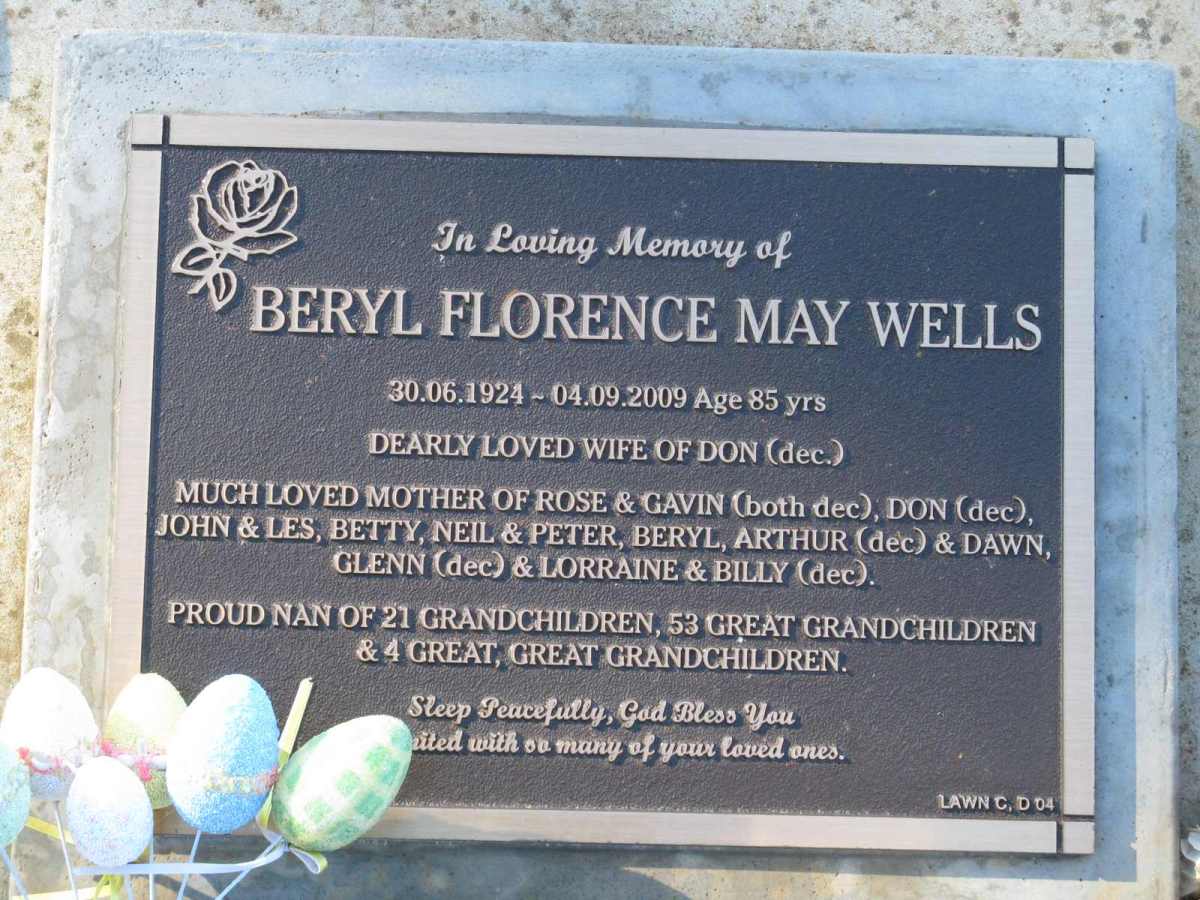 In Loving Memory of
BERYL FLORENCE MAY WELLS
30.06.1924 ~ 04.09.2009 Age 85 yrs
DEARLY LOVED WIFE OF DON (dec.)
MUCH LOVED MOTHER OF ROSE & GAVIN (both dec), DON (dec),
JOHN & LES, BETTY, NEIL & PETER, BERYL, ARTHUR (dec) & DAWN,
GLENN (dec) & LORRAINE & BILLY (dec).
PROUD NAN OF 21 GRANDCHILDREN, 53 GREAT GRANDCHILDREN
& 4 GREAT, GREAT GRANDCHILDREN.
Sleep Peacefully, God Bless You
with so many of your loved ones.
LAWN C, D 04